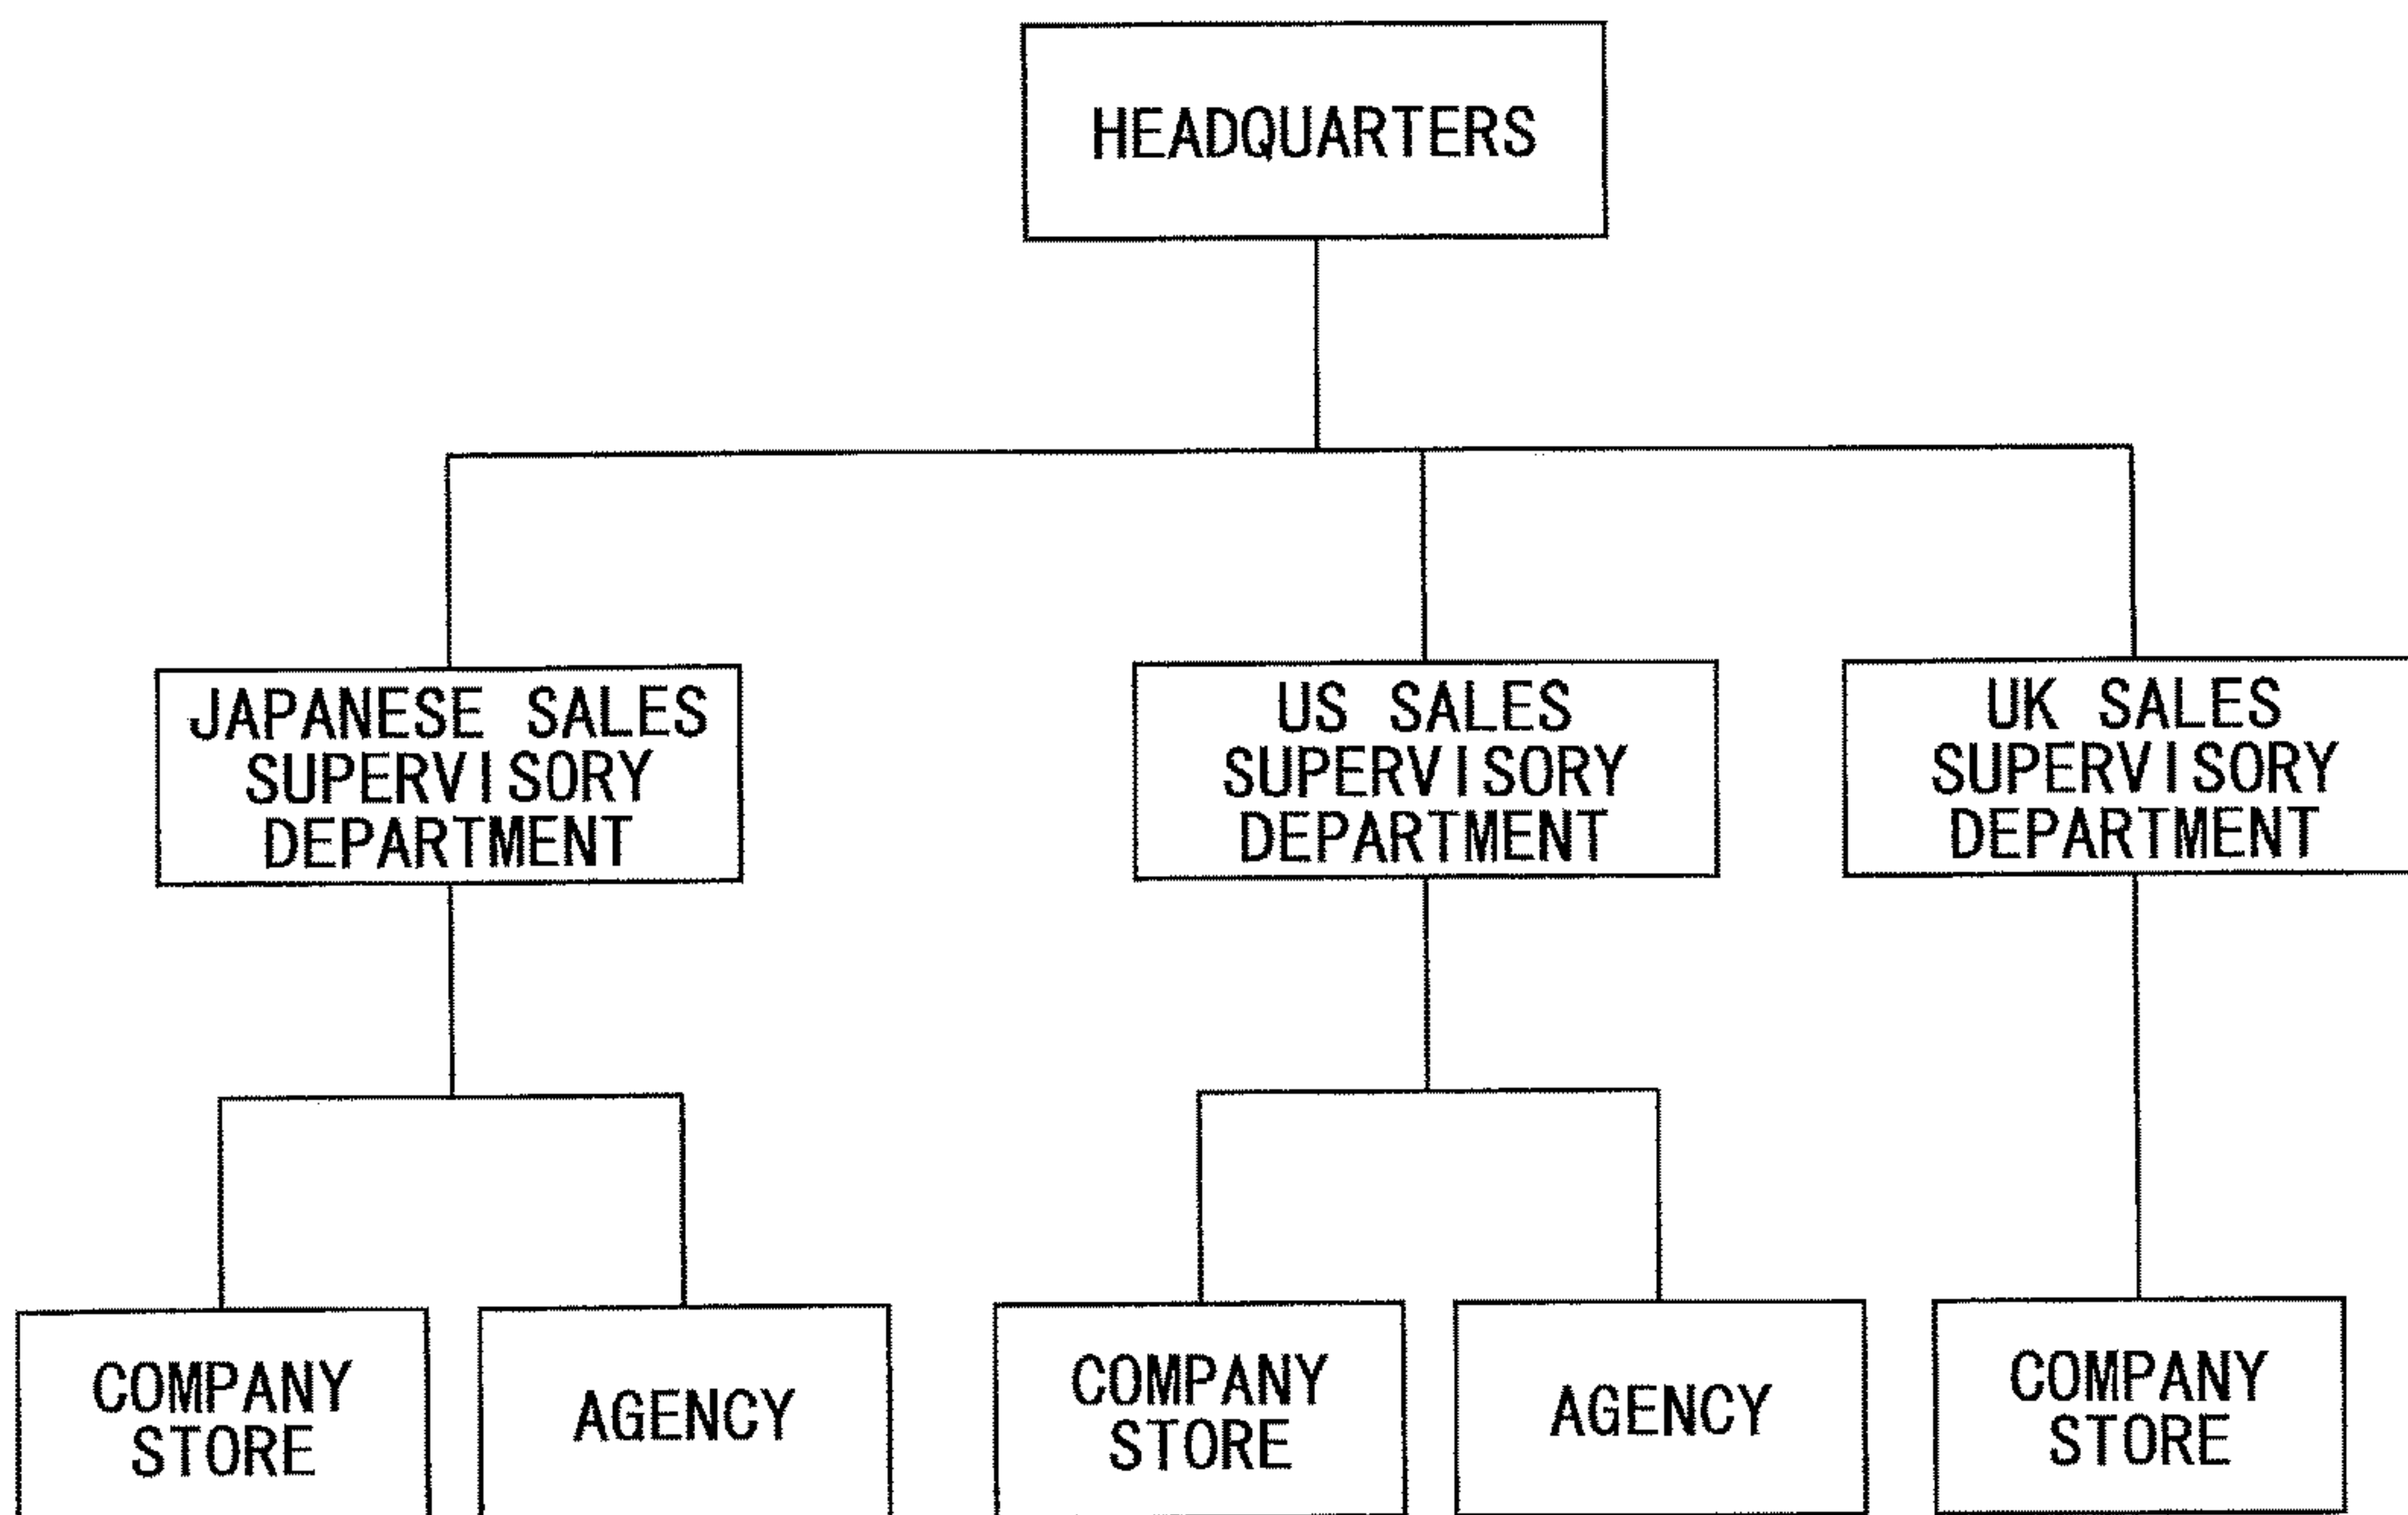 HEADQUARTERS
JAPANESE SALES
SUPERVISORY
DEPARTMENT
US SALES
SUPERVISORY
DEPARTMENT
UK SALES
SUPERVISORY
DEPARTMENT
COMPANY
STORE
AGENCY
COMPANY
STORE
AGENCY
COMPANY
STORE